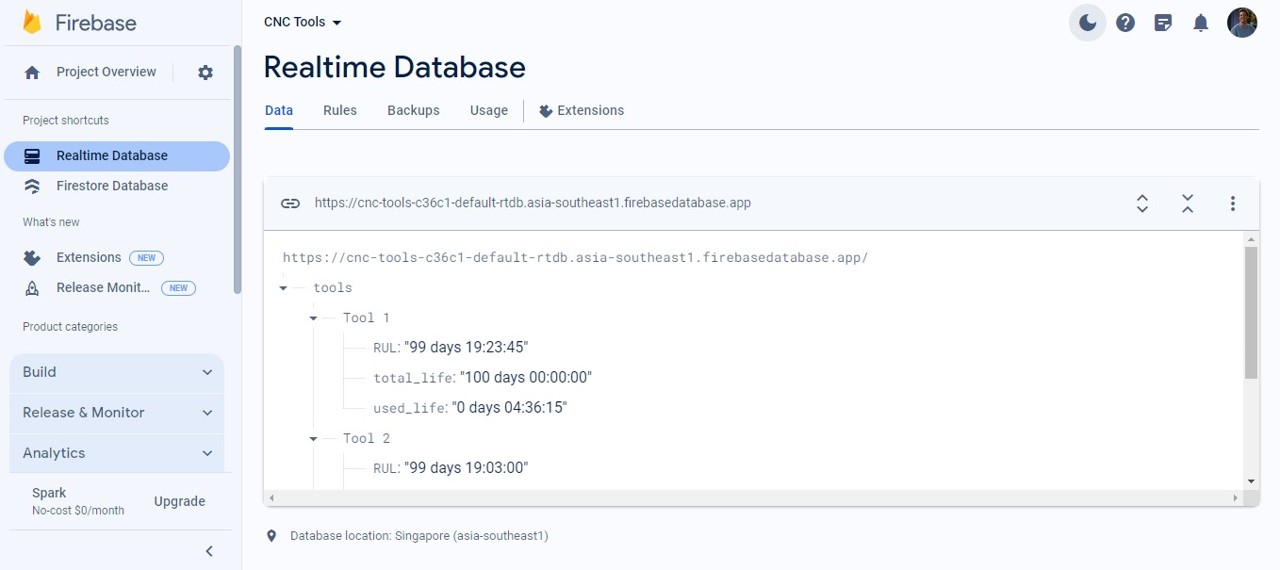 Firebase
CNC Tools
Project Overview
Realtime Database
Data Rules Backups Usage Extensions
Project shortcuts
Realtime Database
Firestore Database
What's new
Extensions NEW
Release Monit... NEW
Product categories
Build
Release & Monitor
Analytics
Spark
No-cost $0/month
Upgrade
https://cnc-tools-c36c1-default-rtdb.asia-southeast1.firebasedatabase.app
https://cnc-tools-c36c1-default-rtdb.asia-southeast1.firebasedatabase.app/
tools
Tool 1
RUL: "99 days 19:23:45"
total_life: "100 days 00:00:00"
used_life: "0 days 04:36:15"
Tool 2
RUL: "99 days 19:03:00"
Database location: Singapore (asia-southeast1)